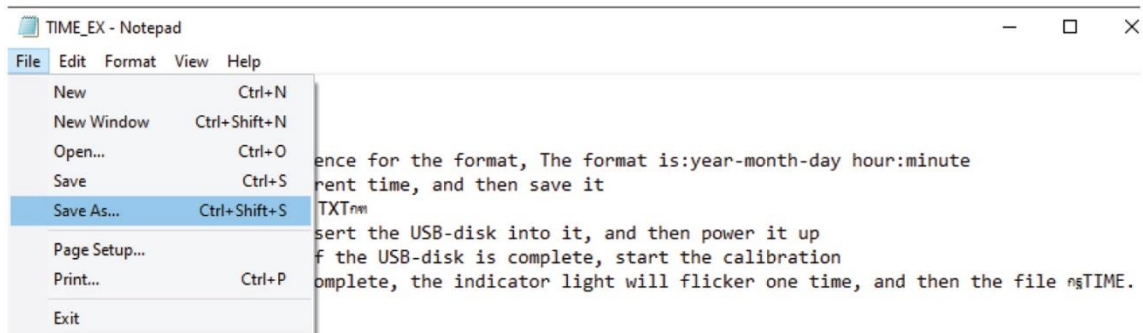 TIME_EX - Notepad
File Edit Format View Help
New Ctrl+N
New Window Ctrl+Shift+N
Open... Ctrl+O
Save Ctrl+S
Save As... Ctrl+Shift+S
Page Setup...
Print... Ctrl+P
Exit
ence for the format, The format is:year-month-day hour:minute
rent time, and then save it
TXT
sert the USB-disk into it, and then power it up
f the USB-disk is complete, start the calibration
omplete, the indicator light will flicker one time, and then the file TIME.